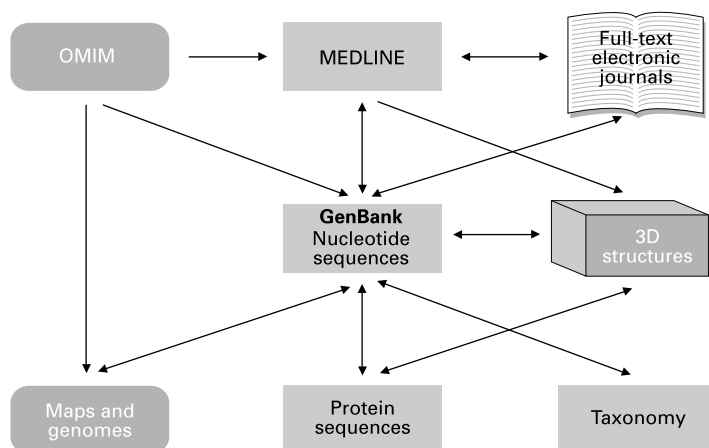 OMIM
MEDLINE
Full-text
electronic
journals
GenBank
Nucleotide
sequences
3D
structures
Maps and
genomes
Protein
sequences
Taxonomy